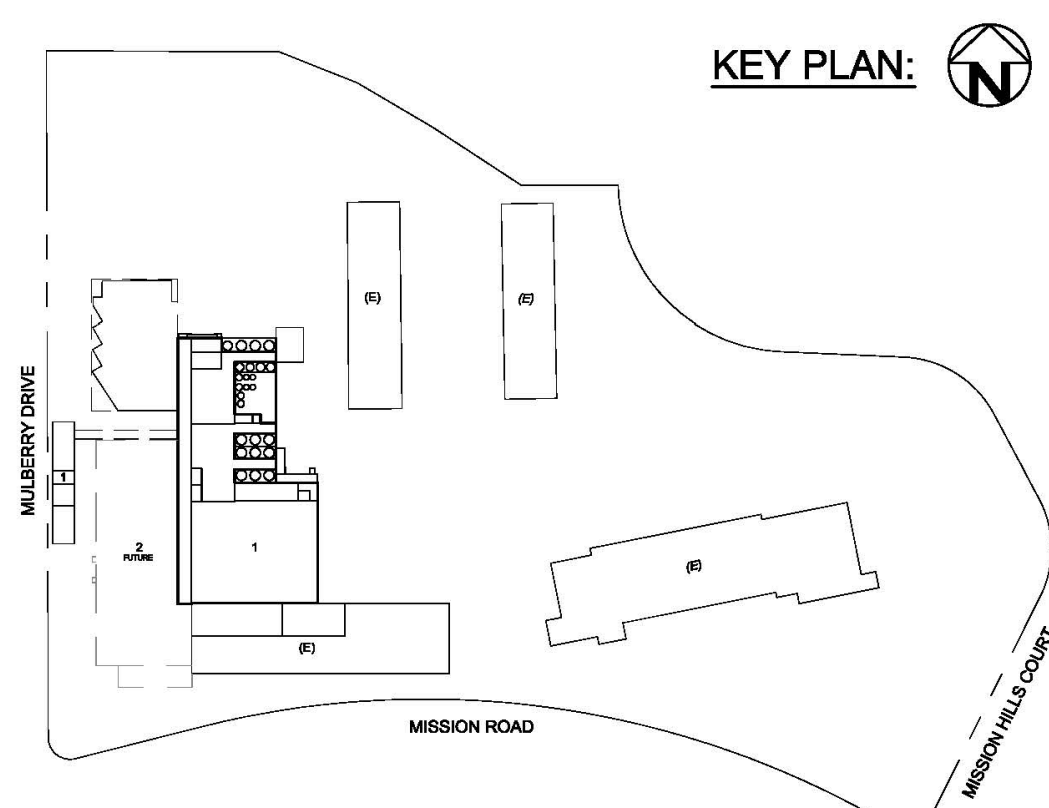 KEY PLAN:
N
(E)
(E)
MULBERRY DRIVE
1
2
FUTURE
1
(E)
(E)
MISSION ROAD
MISSION HILLS COURT